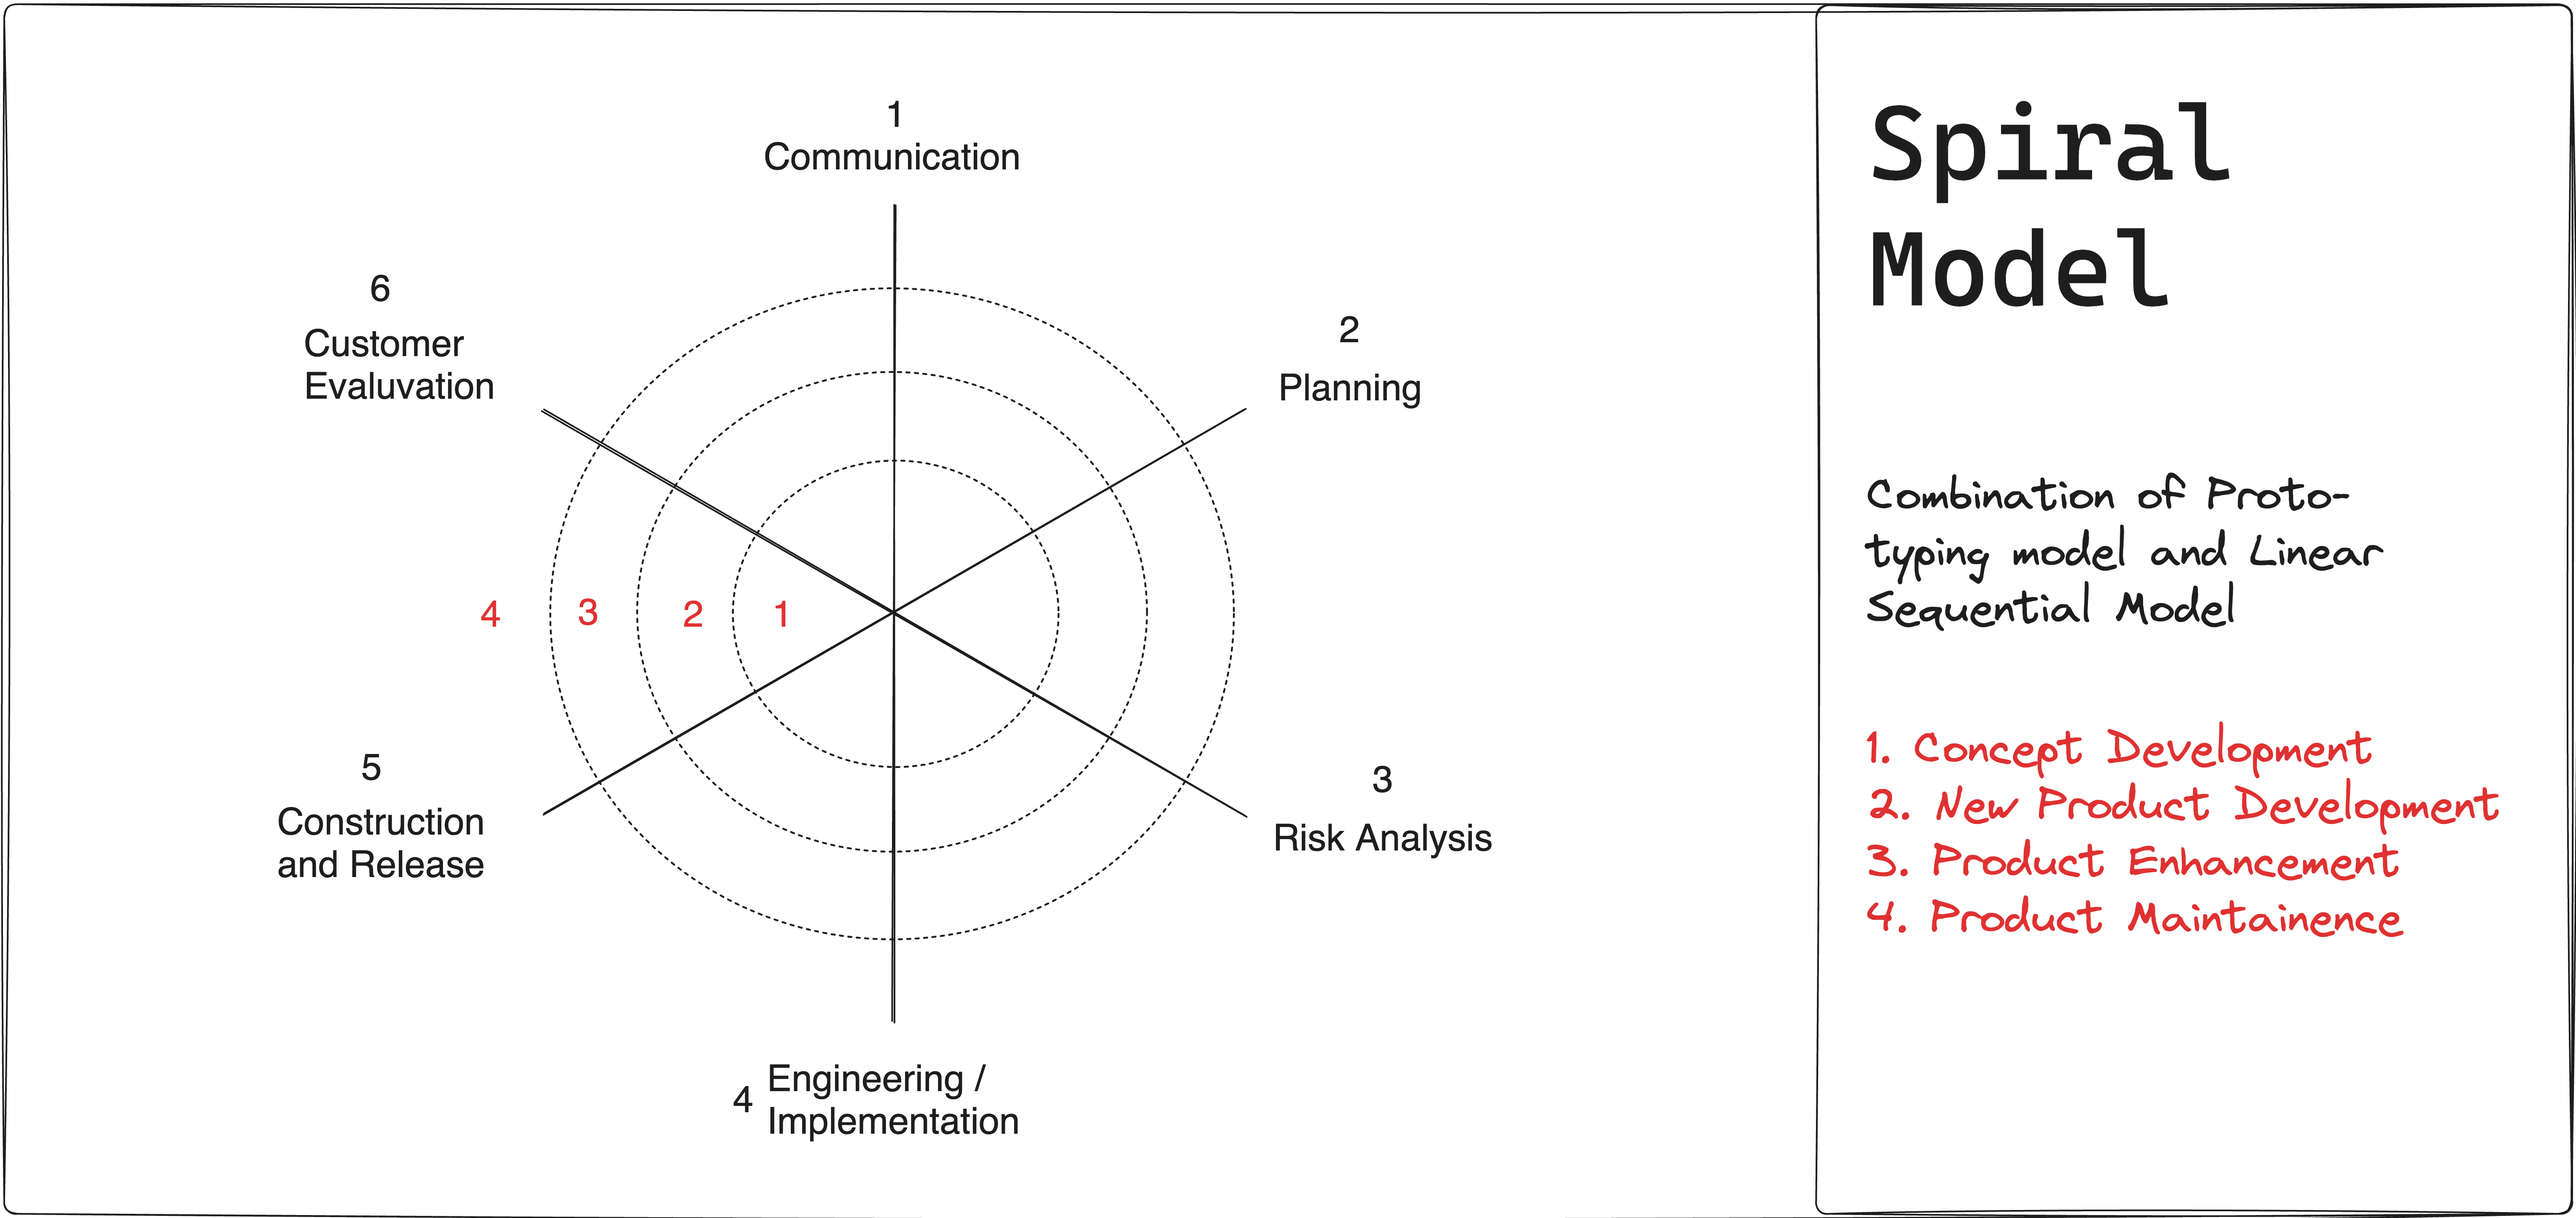 1
Communication
2
Planning
3
Risk Analysis
4
Engineering /
Implementation
5
Construction
and Release
6
Customer
Evaluvation
4 3 2 1
Spiral
Model
Combination of Proto-
typing model and Linear
Sequential Model
1. Concept Development
2. New Product Development
3. Product Enhancement
4. Product Maintainence